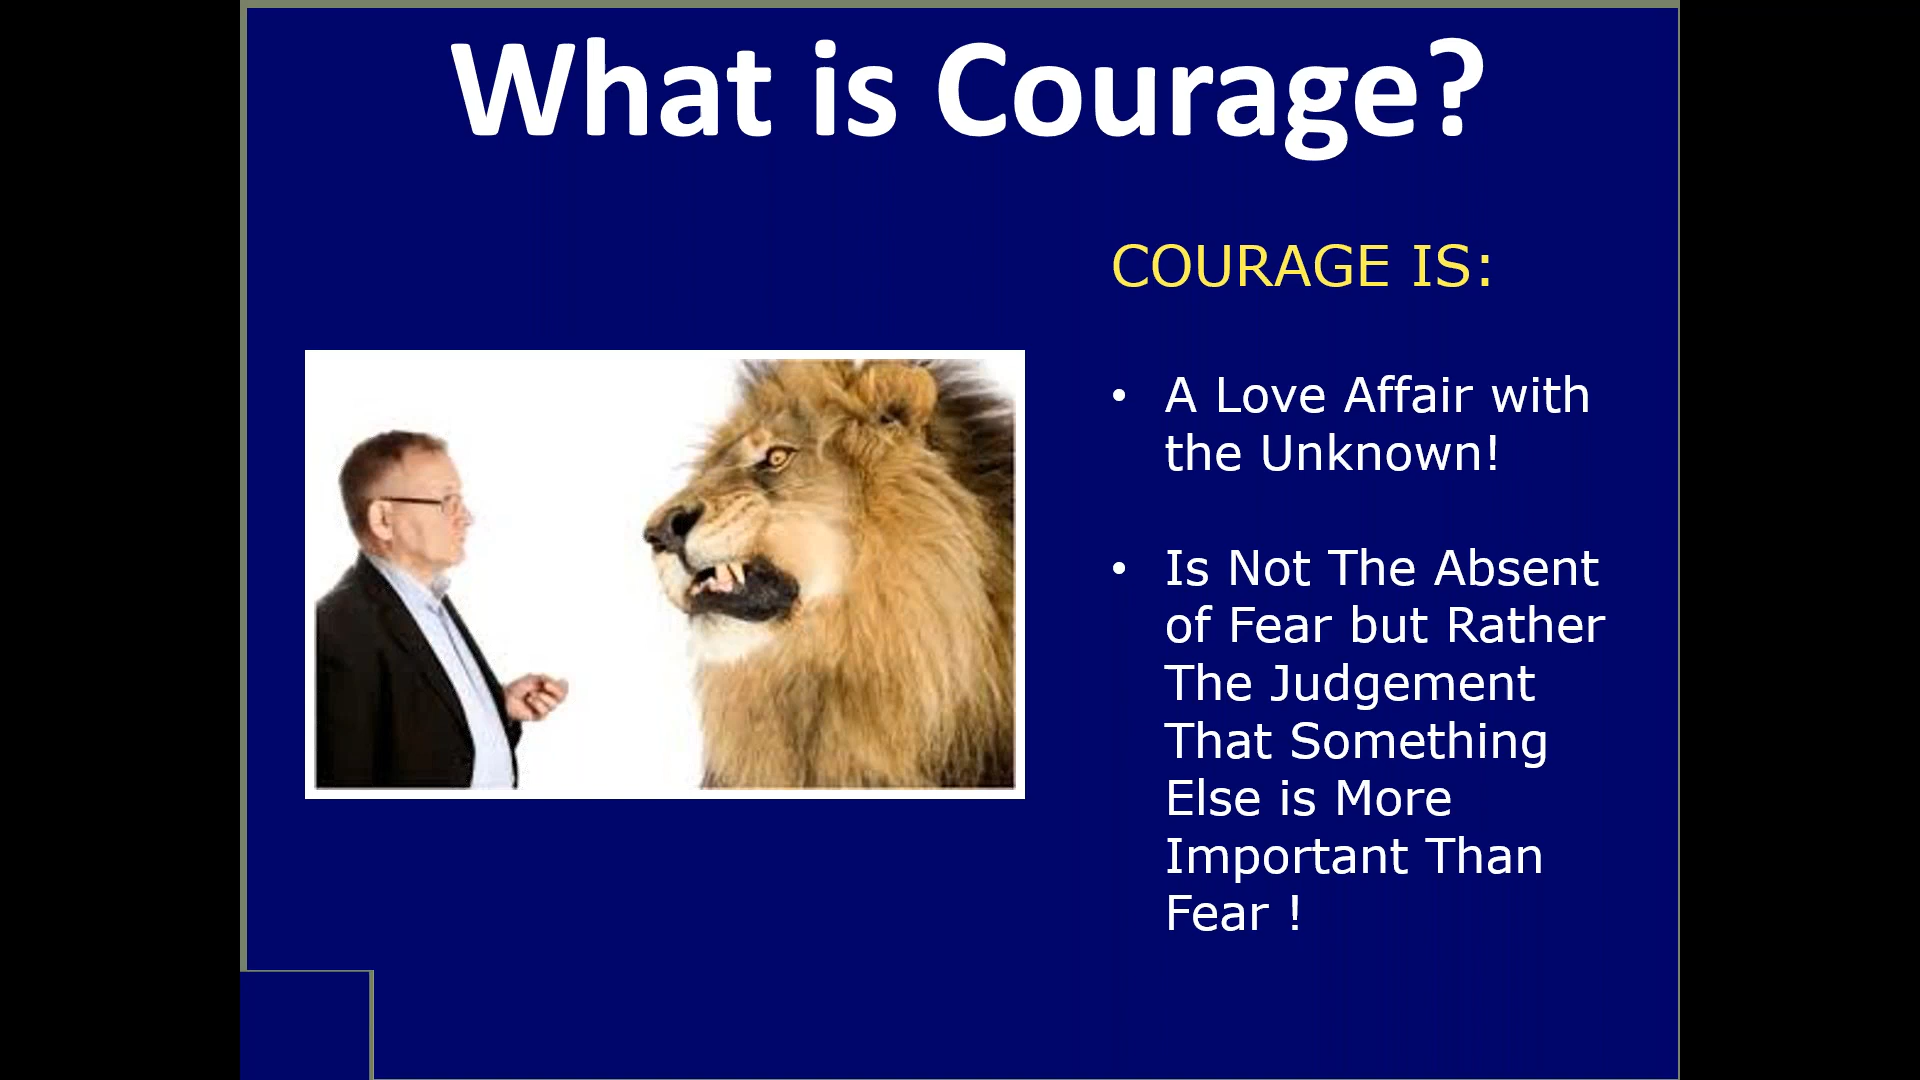 What is Courage?
COURAGE IS:
• A Love Affair with
the Unknown!
• Is Not The Absent
of Fear but Rather
The Judgement
That Something
Else is More
Important Than
Fear !